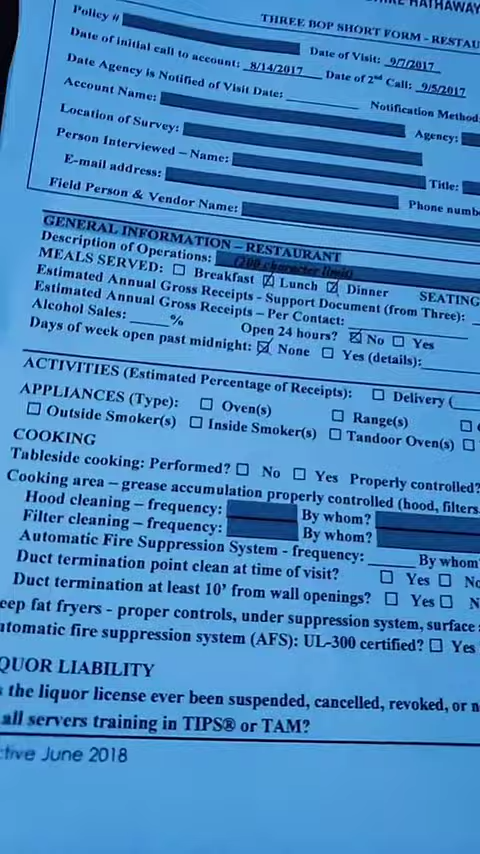 HATHAWAY
THREE BOP SHORT FORM - RESTAU
Policy #
Date of Visit: 9/7/2017
Date of initial call to account: 8/14/2017 Date of 2nd Call: 9/5/2017
Date Agency is Notified of Visit Date: Notification Method
Account Name: Agency:
Location of Survey:
Person Interviewed – Name: Title:
E-mail address: Phone numb
Field Person & Vendor Name:
GENERAL INFORMATION – RESTAURANT
Description of Operations: (200 character limit)
MEALS SERVED: ☐ Breakfast ☒ Lunch ☒ Dinner SEATING
Estimated Annual Gross Receipts - Support Document (from Three):
Estimated Annual Gross Receipts – Per Contact:
Alcohol Sales: % Open 24 hours? ☒ No ☐ Yes
Days of week open past midnight: ☒ None ☐ Yes (details):
ACTIVITIES (Estimated Percentage of Receipts): ☐ Delivery (
APPLIANCES (Type): ☐ Oven(s) ☐ Range(s) ☐
☐ Outside Smoker(s) ☐ Inside Smoker(s) ☐ Tandoor Oven(s) ☐
COOKING
Tableside cooking: Performed? ☐ No ☐ Yes Properly controlled?
Cooking area – grease accumulation properly controlled (hood, filters
Hood cleaning – frequency: By whom?
Filter cleaning – frequency: By whom?
Automatic Fire Suppression System - frequency: By whom
Duct termination point clean at time of visit? ☐ Yes ☐ No
Duct termination at least 10' from wall openings? ☐ Yes ☐ N
eep fat fryers - proper controls, under suppression system, surface
utomatic fire suppression system (AFS): UL-300 certified? ☐ Yes
QUOR LIABILITY
the liquor license ever been suspended, cancelled, revoked, or n
all servers training in TIPS® or TAM?
ctive June 2018